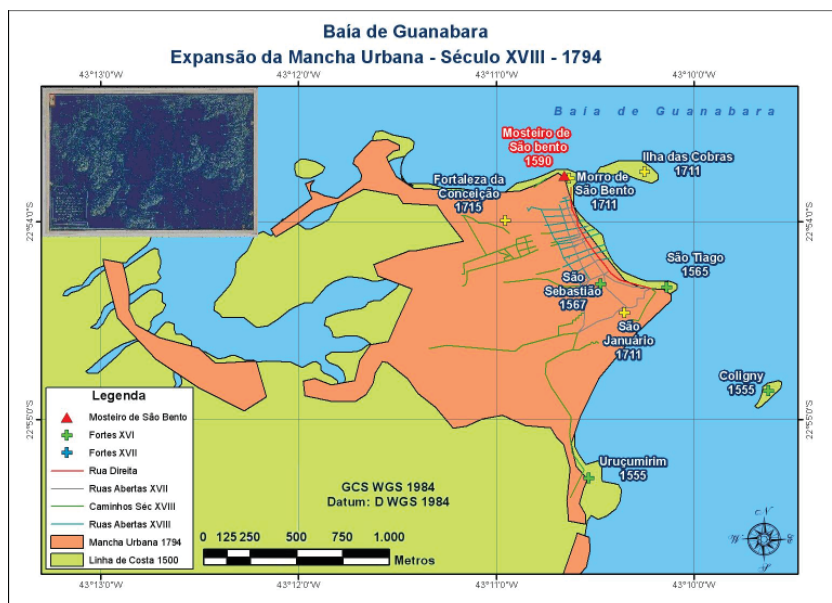 Baía de Guanabara
Expansão da Mancha Urbana - Século XVIII - 1794
43°13'0"W
43°12'0"W
43°11'0"W
43°10'0"W
Baía de Guanabara
Mosteiro de
São bento
1590
Ilha das Cobras
1711
Fortaleza da
Conceição
1715
Morro de
São Bento
1711
22°54'0"S
22°54'0"S
São Tiago
1565
São
Sebastião
1567
São
Januário
1711
Coligny
1555
22°55'0"S
22°55'0"S
Uruçumirim
1555
Legenda
Mosteiro de São Bento
Fortes XVI
Fortes XVII
Rua Direita
Ruas Abertas XVII
Caminhos Séc XVIII
Ruas Abertas XVIII
Mancha Urbana 1794
Linha de Costa 1500
GCS WGS 1984
Datum: D WGS 1984
0 125 250 500 750 1.000
Metros
N
W E
S
43°13'0"W
43°12'0"W
43°11'0"W
43°10'0"W